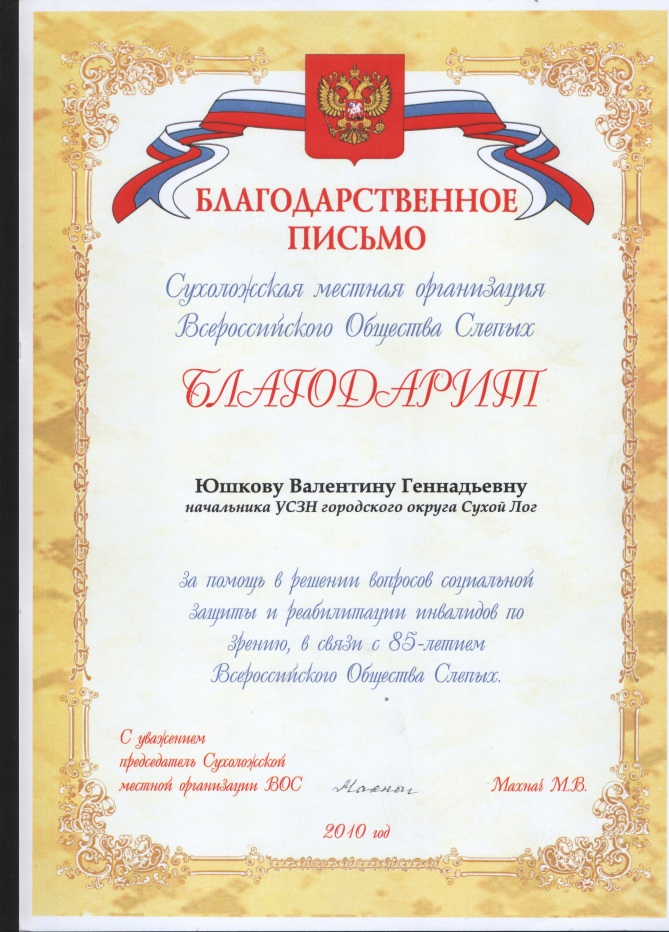 БЛАГОДАРСТВЕННОЕ
ПИСЬМО
Сухоложская местная организация
Всероссийского Общества Слепых
БЛАГОДАРИТ
Юшкову Валентину Геннадьевну
начальника УСЗН городского округа Сухой Лог
за помощь в решении вопросов социальной
защиты и реабилитации инвалидов по
зрению, в связи с 85-летием
Всероссийского Общества Слепых.
С уважением
председатель Сухоложской
местной организации ВОС
Махнач
Махнач М.В.
2010 год